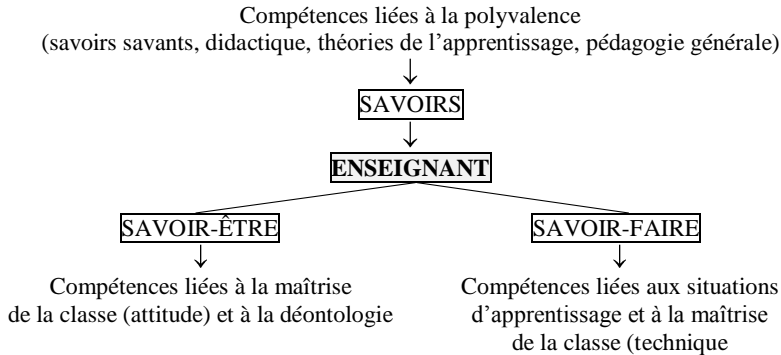 Compétences liées à la polyvalence
(savoirs savants, didactique, théories de l’apprentissage, pédagogie générale)
SAVOIRS
ENSEIGNANT
SAVOIR-ÊTRE
SAVOIR-FAIRE
Compétences liées à la maîtrise
de la classe (attitude) et à la déontologie
Compétences liées aux situations
d’apprentissage et à la maîtrise
de la classe (technique